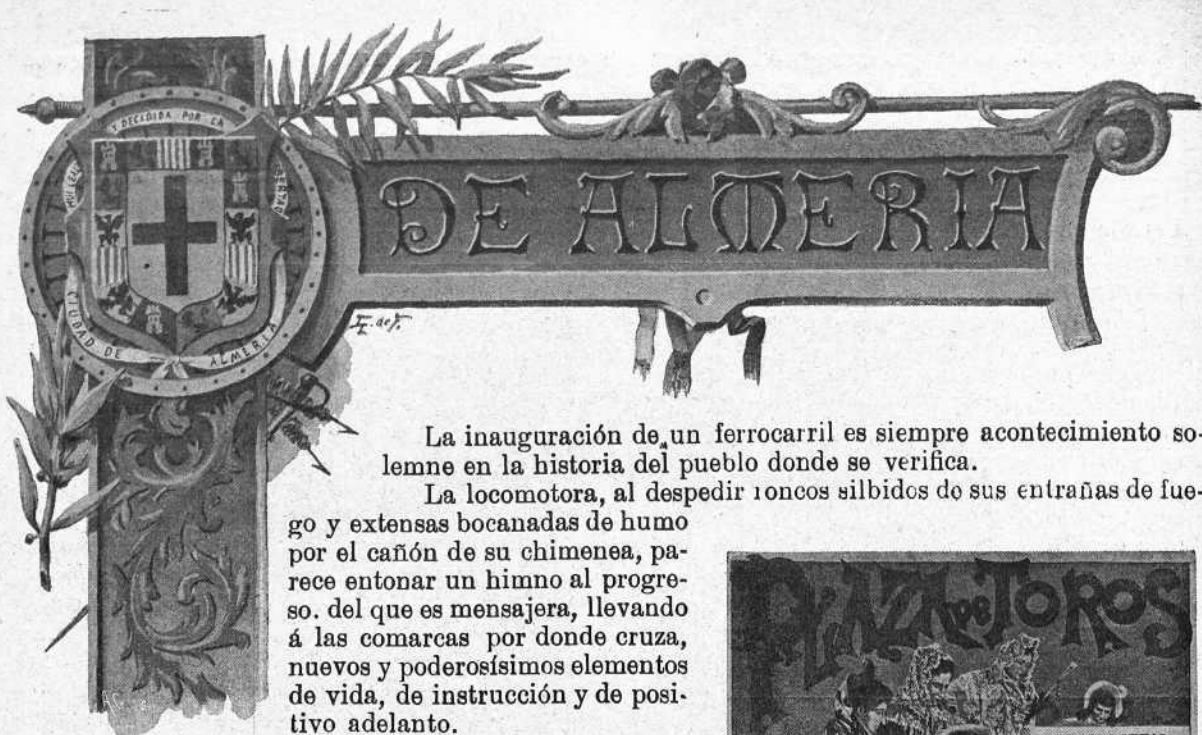 Y DECIDIDA POR LA
CIUDAD DE ALMERIA
DE ALMERIA
La inauguración de un ferrocarril es siempre acontecimiento so-
lemne en la historia del pueblo donde se verifica.
La locomotora, al despedir roncos silbidos de sus entrañas de fue-
go y extensas bocanadas de humo
por el cañón de su chimenea, pa-
rece entonar un himno al progre-
so. del que es mensajera, llevando
á las comarcas por donde cruza,
nuevos y poderosísimos elementos
de vida, de instrucción y de posi-
tivo adelanto.
PLAZA DE TOROS